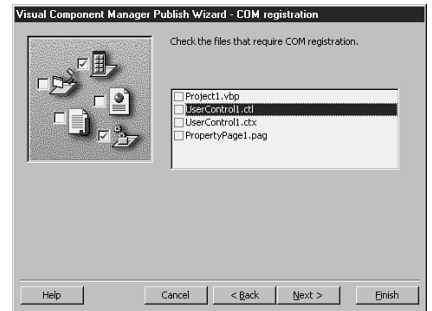 Visual Component Manager Publish Wizard - COM registration
Check the files that require COM registration.
Project1.vbp
UserControl1.ctl
UserControl1.ctx
PropertyPage1.pag
Help
Cancel
< Back
Next >
Finish